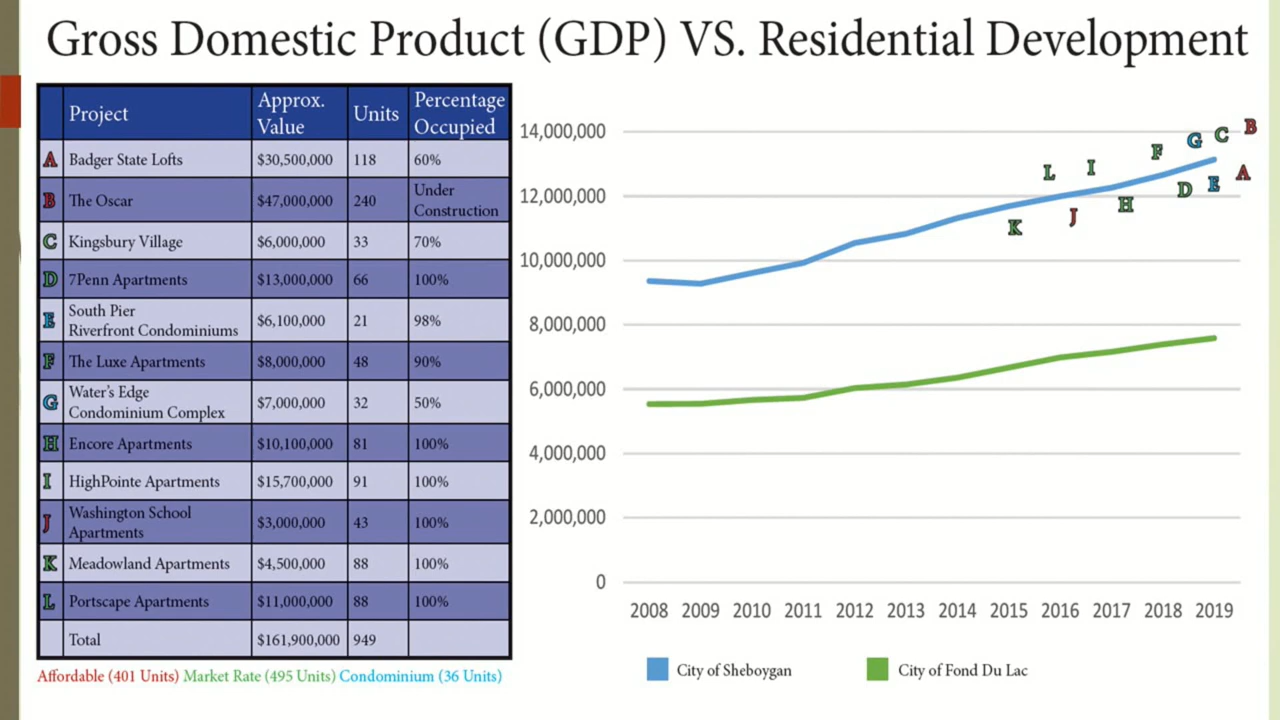 Gross Domestic Product (GDP) VS. Residential Development
Project Approx. Value Units Percentage Occupied
A Badger State Lofts $30,500,000 118 60%
B The Oscar $47,000,000 240 Under Construction
C Kingsbury Village $6,000,000 33 70%
D 7Penn Apartments $13,000,000 66 100%
E South Pier Riverfront Condominiums $6,100,000 21 98%
F The Luxe Apartments $8,000,000 48 90%
G Water's Edge Condominium Complex $7,000,000 32 50%
H Encore Apartments $10,100,000 81 100%
I HighPointe Apartments $15,700,000 91 100%
J Washington School Apartments $3,000,000 43 100%
K Meadowland Apartments $4,500,000 88 100%
L Portscape Apartments $11,000,000 88 100%
Total $161,900,000 949
Affordable (401 Units) Market Rate (495 Units) Condominium (36 Units)
14,000,000
12,000,000
10,000,000
8,000,000
6,000,000
4,000,000
2,000,000
0
K L J I H F D G E C A B
2008 2009 2010 2011 2012 2013 2014 2015 2016 2017 2018 2019
City of Sheboygan City of Fond Du Lac